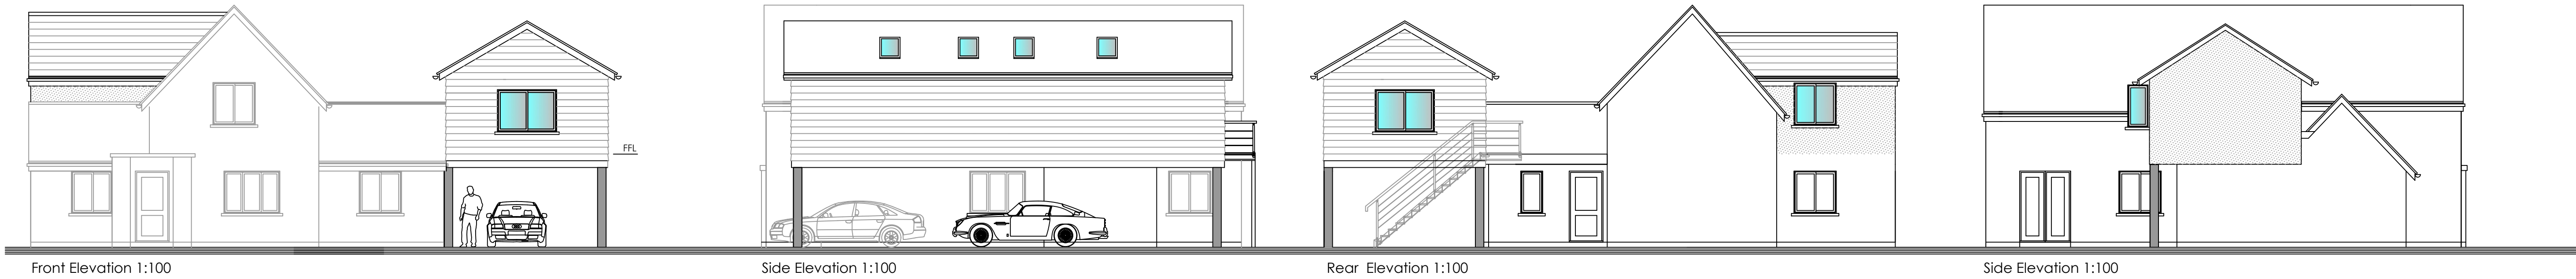 FFL
Front Elevation 1:100
Side Elevation 1:100
Rear Elevation 1:100
Side Elevation 1:100